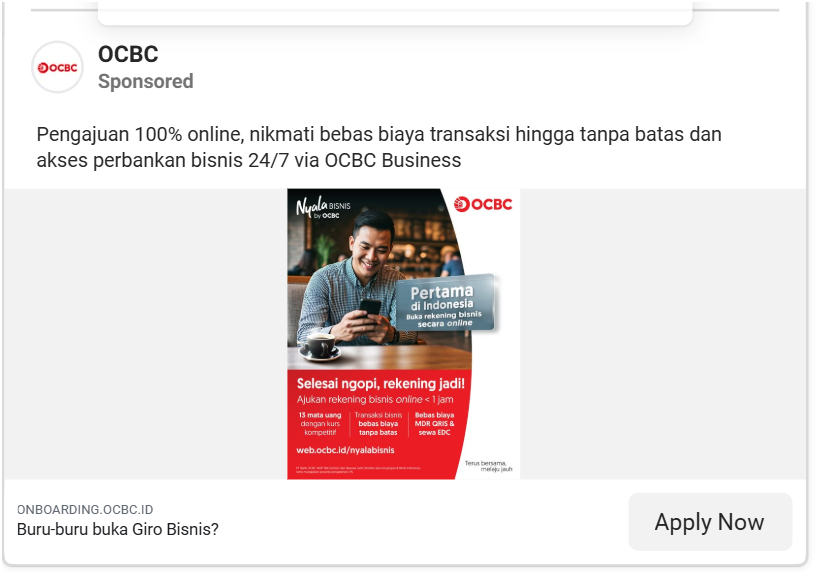 OCBC
OCBC
Sponsored
Pengajuan 100% online, nikmati bebas biaya transaksi hingga tanpa batas dan
akses perbankan bisnis 24/7 via OCBC Business
Nyala BISNIS
by OCBC
OCBC
Pertama
di Indonesia
Buka rekening bisnis
secara online
Selesai ngopi, rekening jadi!
Ajukan rekening bisnis online < 1 jam
13 mata uang
dengan kurs
kompetitif
Transaksi bisnis
bebas biaya
tanpa batas
Bebas biaya
MDR QRIS &
sewa EDC
web.ocbc.id/nyalabisnis
Terus bersama,
melaju jauh
ONBOARDING.OCBC.ID
Buru-buru buka Giro Bisnis?
Apply Now